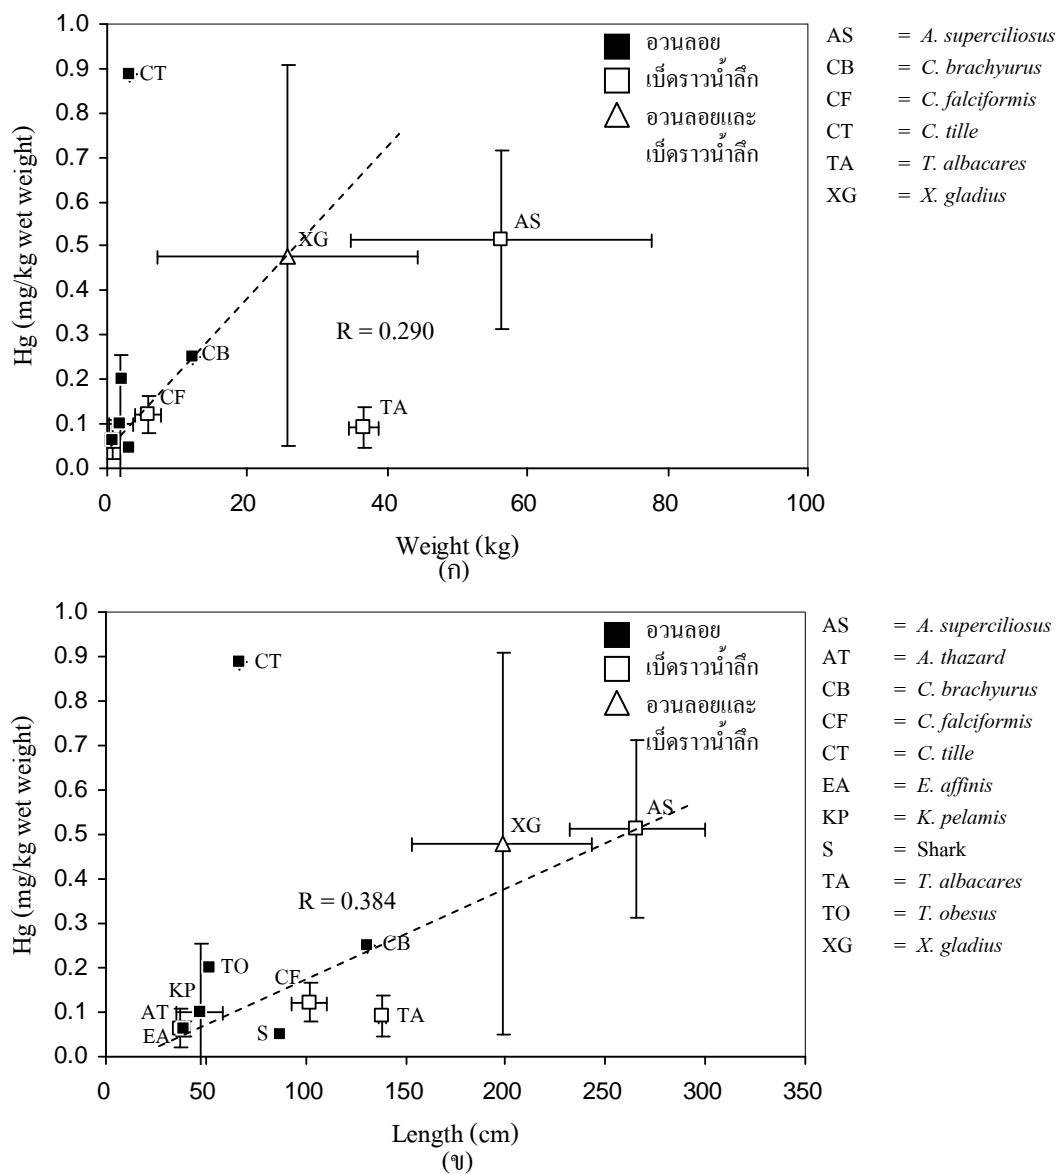 1.0
0.9
0.8
0.7
0.6
0.5
0.4
0.3
0.2
0.1
0.0
Hg (mg/kg wet weight)
CT
XG
AS
CB
CF
TA
R = 0.290
อวนลอย
เบ็ดราวน้ำลึก
อวนลอยและ
เบ็ดราวน้ำลึก
0 20 40 60 80 100
Weight (kg)
(ก)
AS = A. superciliosus
CB = C. brachyurus
CF = C. falciformis
CT = C. tille
TA = T. albacares
XG = X. gladius
1.0
0.9
0.8
0.7
0.6
0.5
0.4
0.3
0.2
0.1
0.0
Hg (mg/kg wet weight)
CT
XG
AS
R = 0.384
CB
TO
CF
KP
AT
TA
EA
S
อวนลอย
เบ็ดราวน้ำลึก
อวนลอยและ
เบ็ดราวน้ำลึก
0 50 100 150 200 250 300 350
Length (cm)
(ข)
AS = A. superciliosus
AT = A. thazard
CB = C. brachyurus
CF = C. falciformis
CT = C. tille
EA = E. affinis
KP = K. pelamis
S = Shark
TA = T. albacares
TO = T. obesus
XG = X. gladius